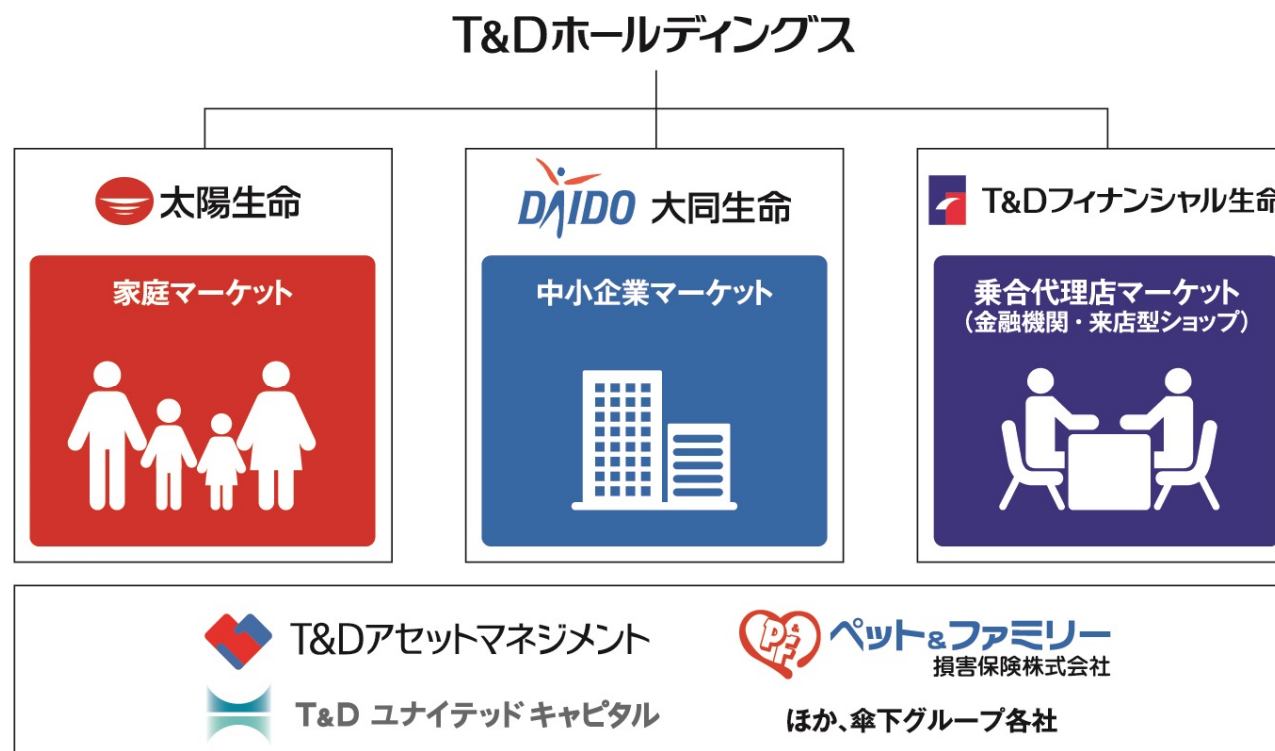 T&Dホールディングス
太陽生命
DAIDO 大同生命
T&Dフィナンシャル生命
家庭マーケット
中小企業マーケット
乗合代理店マーケット
(金融機関・来店型ショップ)
T&Dアセットマネジメント
P&F ペット&ファミリー
損害保険株式会社
T&D ユナイテッド キャピタル
ほか、傘下グループ各社